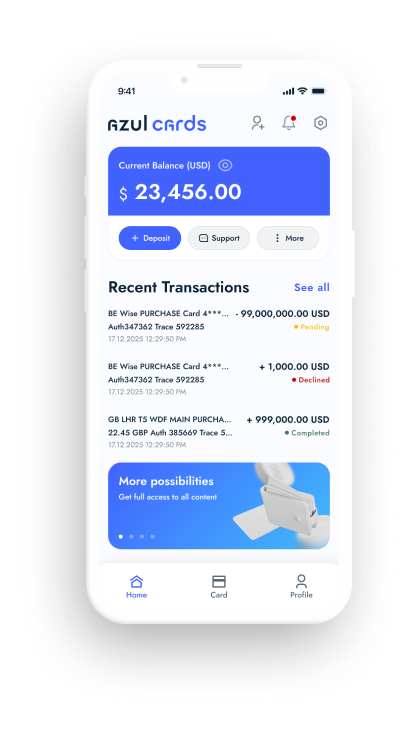 9:41
azul cards
Current Balance (USD)
$ 23,456.00
+ Deposit
Support
More
Recent Transactions
See all
BE Wise PURCHASE Card 4***... - 99,000,000.00 USD
Auth347362 Trace 592285
Pending
17.12.2025 12:29:50 PM
BE Wise PURCHASE Card 4***... + 1,000.00 USD
Auth347362 Trace 592285
Declined
17.12.2025 12:29:50 PM
GB LHR T5 WDF MAIN PURCHA... + 999,000.00 USD
22.45 GBP Auth 385669 Trace 5...
Completed
17.12.2025 12:29:50 PM
More possibilities
Get full access to all content
Home
Card
Profile